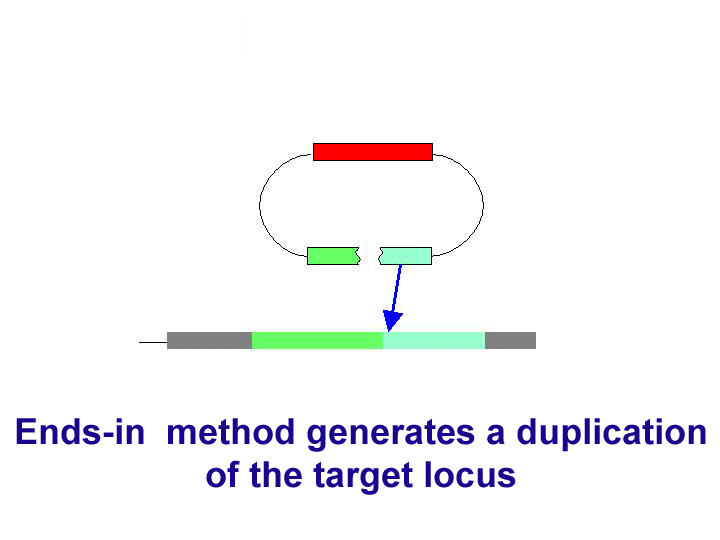 Ends-in  method generates a duplication
of the target locus